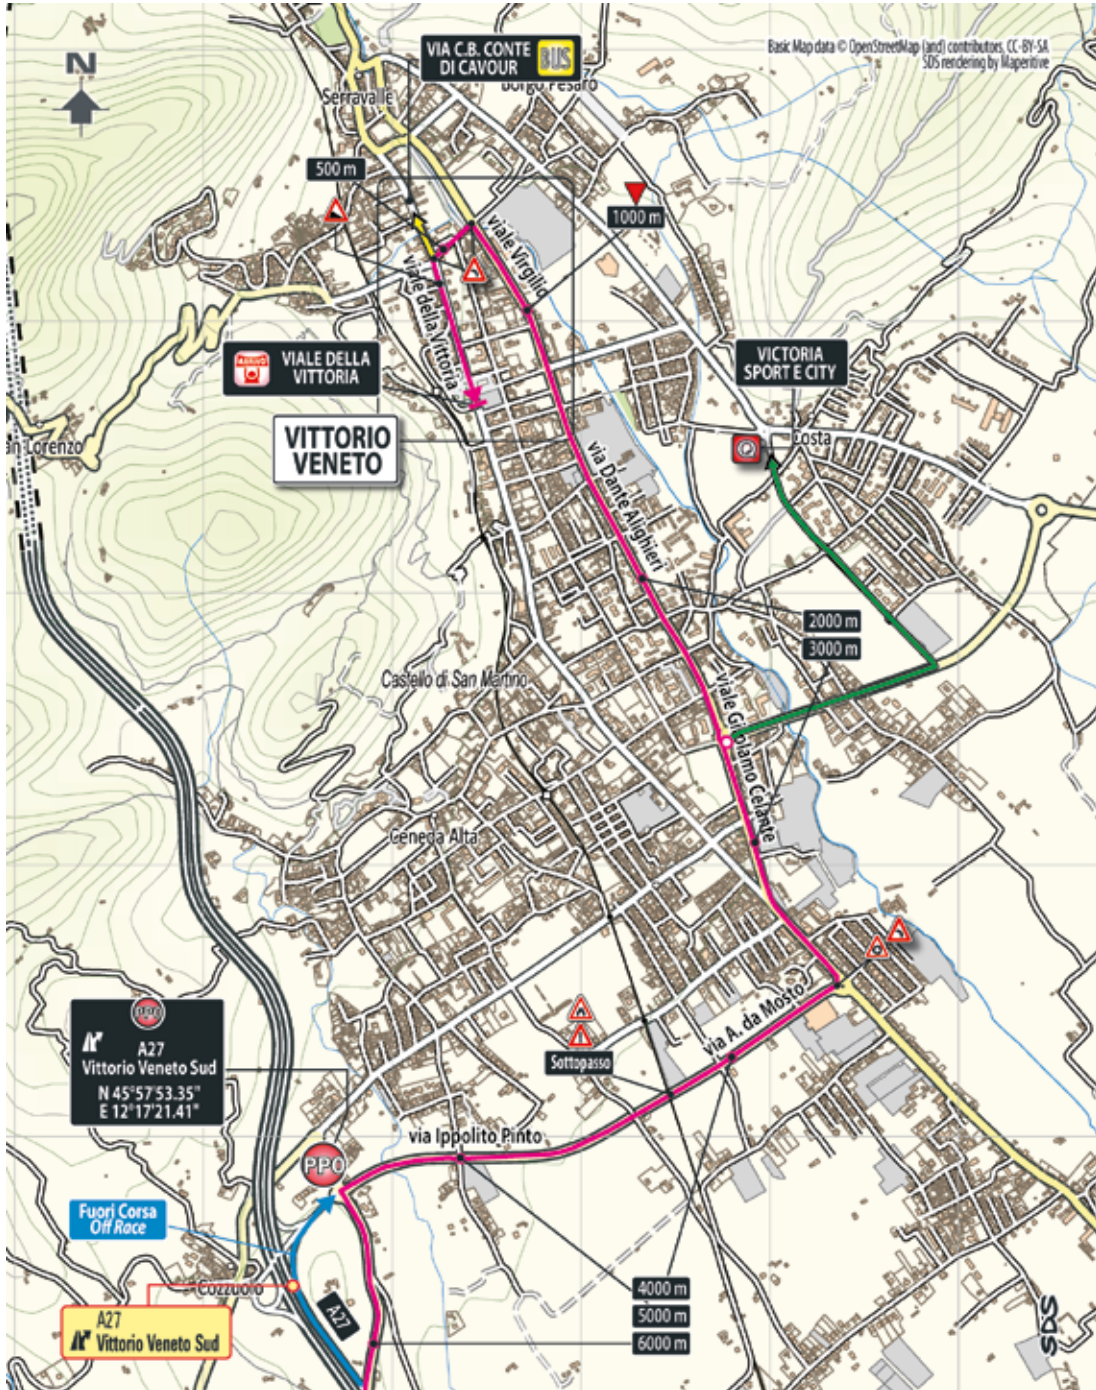 Basic Map data © OpenStreetMap (and) contributors, CC-BY-SA
SDS rendering by Maperitive
N
VIA C.B. CONTE
DI CAVOUR
BUS
Serravalle
Borgo Pesaro
500 m
1000 m
viale Virgilio
viale della Vittoria
ARRIVO
VIALE DELLA
VITTORIA
VICTORIA
SPORT E CITY
VITTORIO
VENETO
an Lorenzo
Costa
via Dante Alighieri
2000 m
3000 m
Castello di San Martino
viale Girolamo Celante
Ceneda Alta
PPO
A27
Vittorio Veneto Sud
N 45°57'53.35"
E 12°17'21.41"
Sottopasso
via A. da Mosto
via Ippolito Pinto
PPO
Fuori Corsa
Off Race
Cozzuolo
A27
A27
Vittorio Veneto Sud
4000 m
5000 m
6000 m
SDS